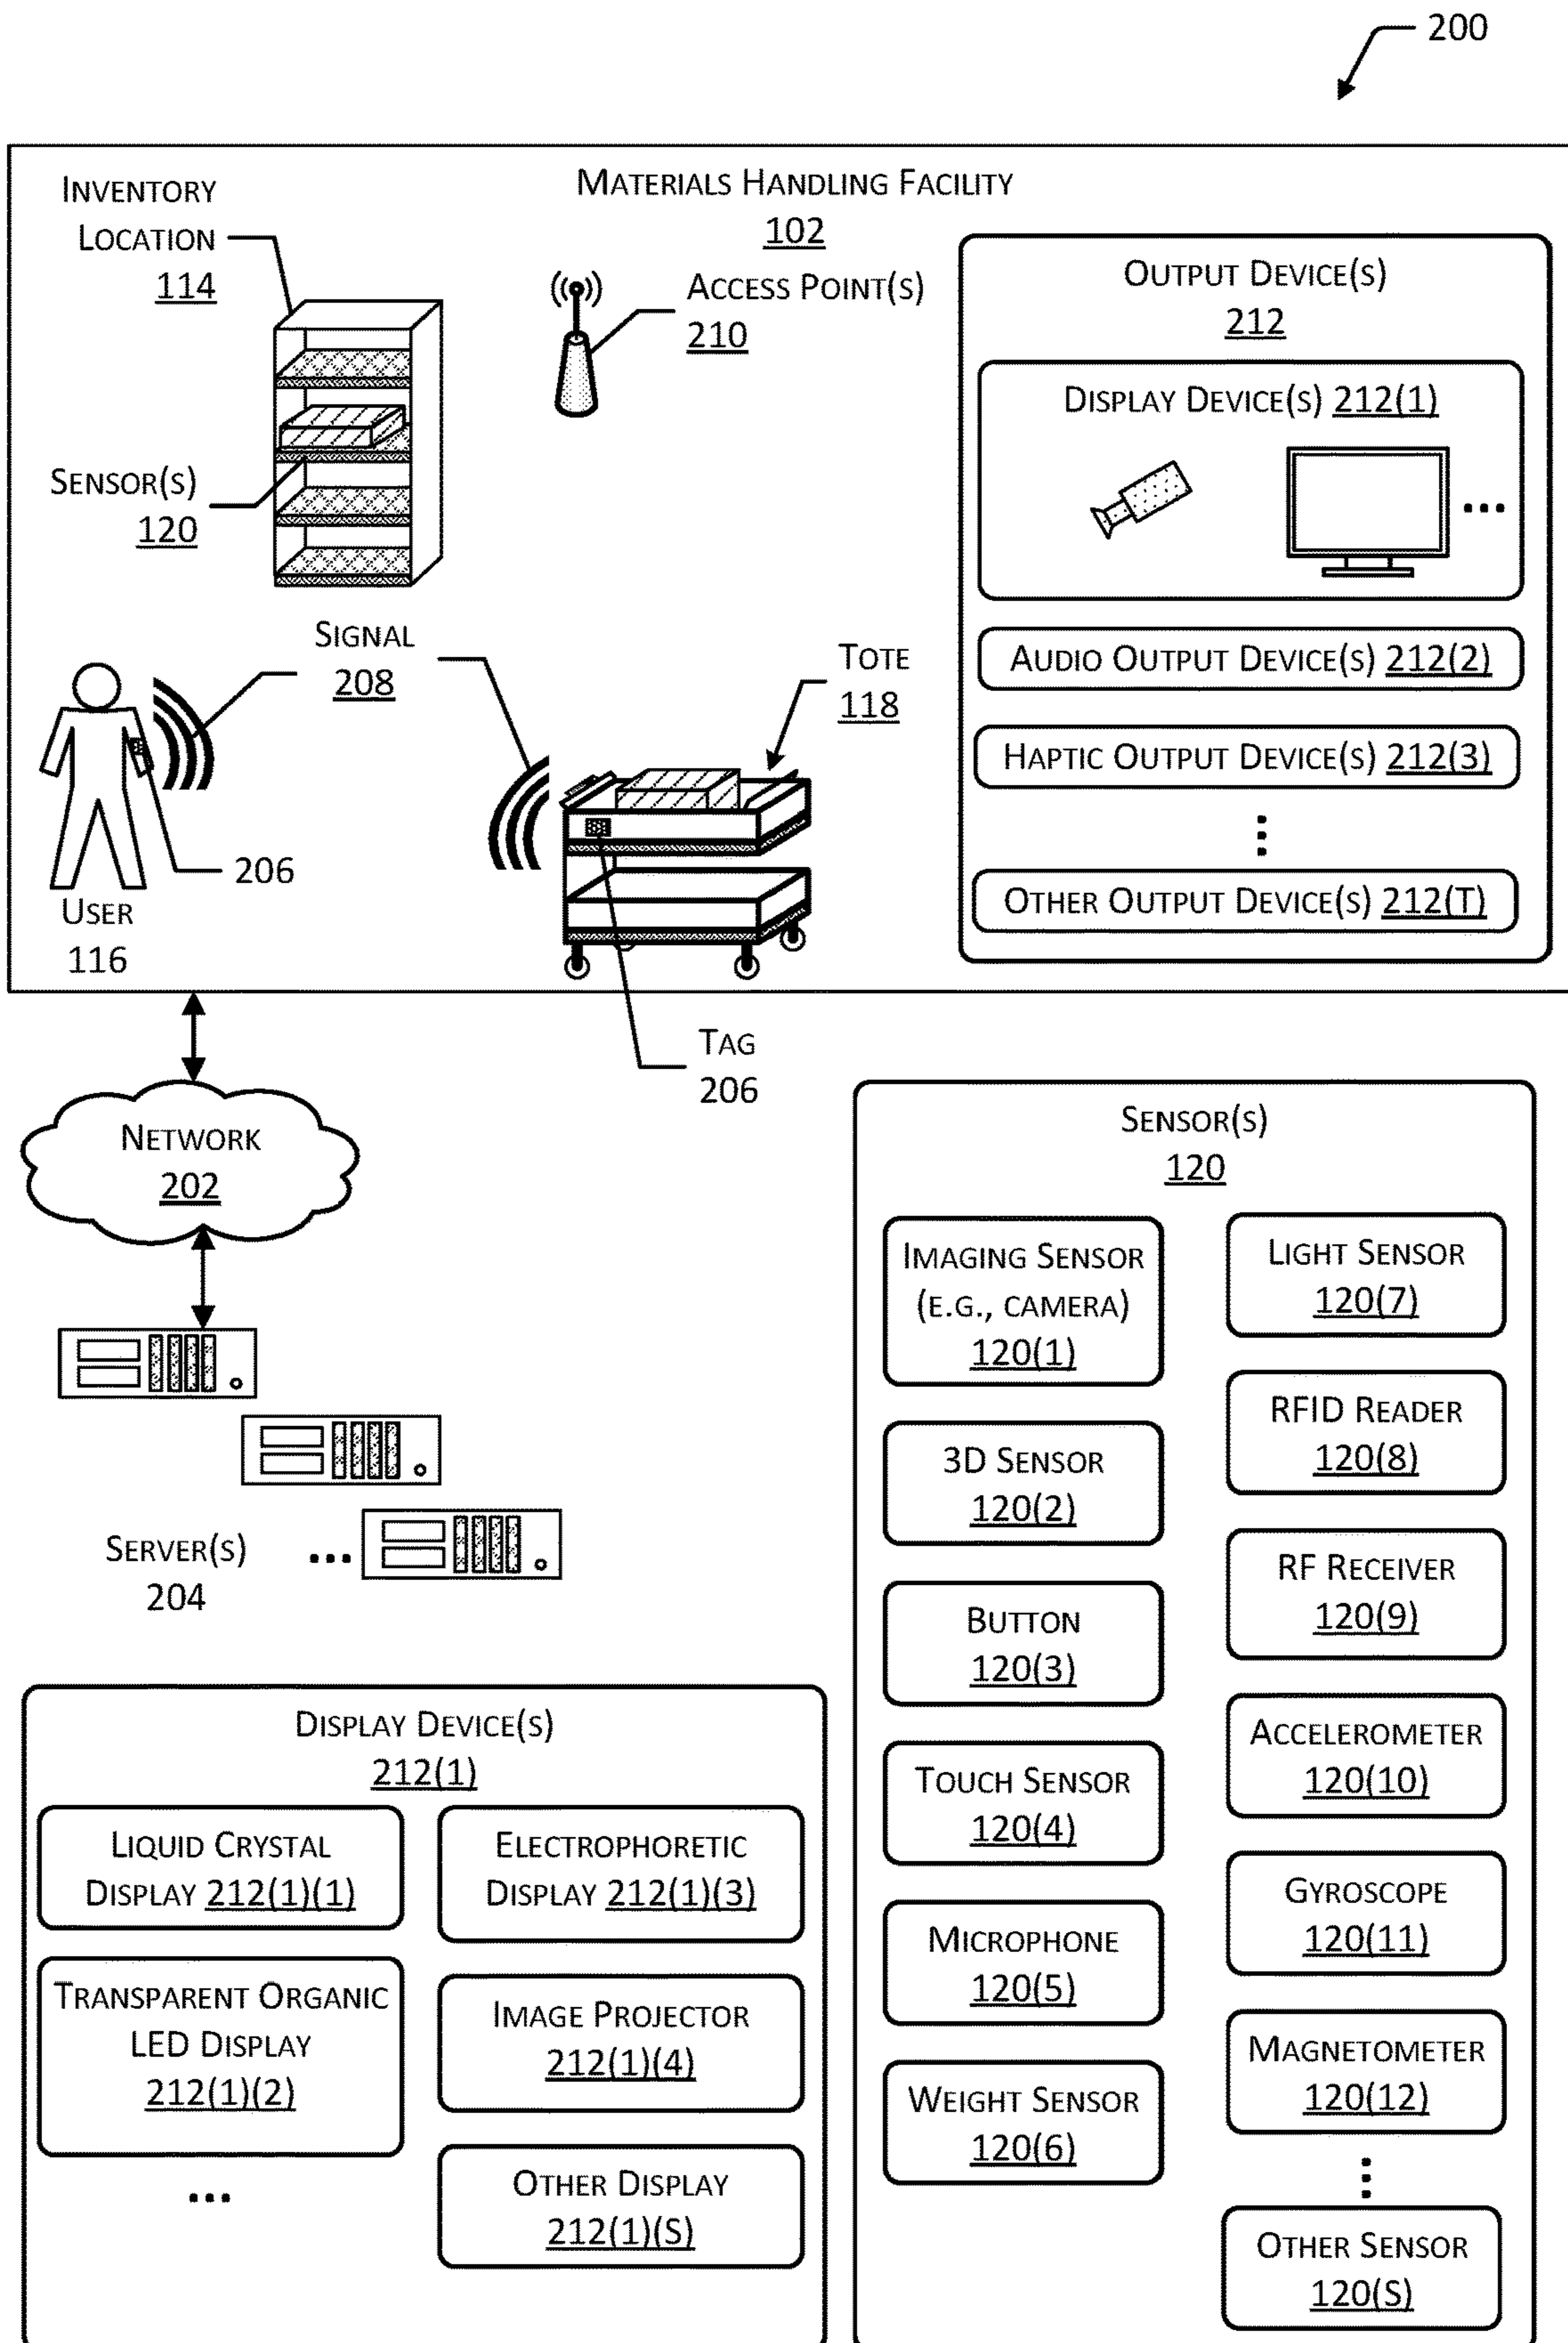 200
MATERIALS HANDLING FACILITY
102
INVENTORY
LOCATION
114
ACCESS POINT(S)
210
SENSOR(S)
120
SIGNAL
208
TOTE
118
206
USER
116
TAG
206
OUTPUT DEVICE(S)
212
DISPLAY DEVICE(S) 212(1)
...
AUDIO OUTPUT DEVICE(S) 212(2)
HAPTIC OUTPUT DEVICE(S) 212(3)
OTHER OUTPUT DEVICE(S) 212(T)
NETWORK
202
SERVER(S)
204
...
DISPLAY DEVICE(S)
212(1)
LIQUID CRYSTAL
DISPLAY 212(1)(1)
TRANSPARENT ORGANIC
LED DISPLAY
212(1)(2)
...
ELECTROPHORETIC
DISPLAY 212(1)(3)
IMAGE PROJECTOR
212(1)(4)
OTHER DISPLAY
212(1)(S)
SENSOR(S)
120
IMAGING SENSOR
(E.G., CAMERA)
120(1)
3D SENSOR
120(2)
BUTTON
120(3)
TOUCH SENSOR
120(4)
MICROPHONE
120(5)
WEIGHT SENSOR
120(6)
LIGHT SENSOR
120(7)
RFID READER
120(8)
RF RECEIVER
120(9)
ACCELEROMETER
120(10)
GYROSCOPE
120(11)
MAGNETOMETER
120(12)
OTHER SENSOR
120(S)